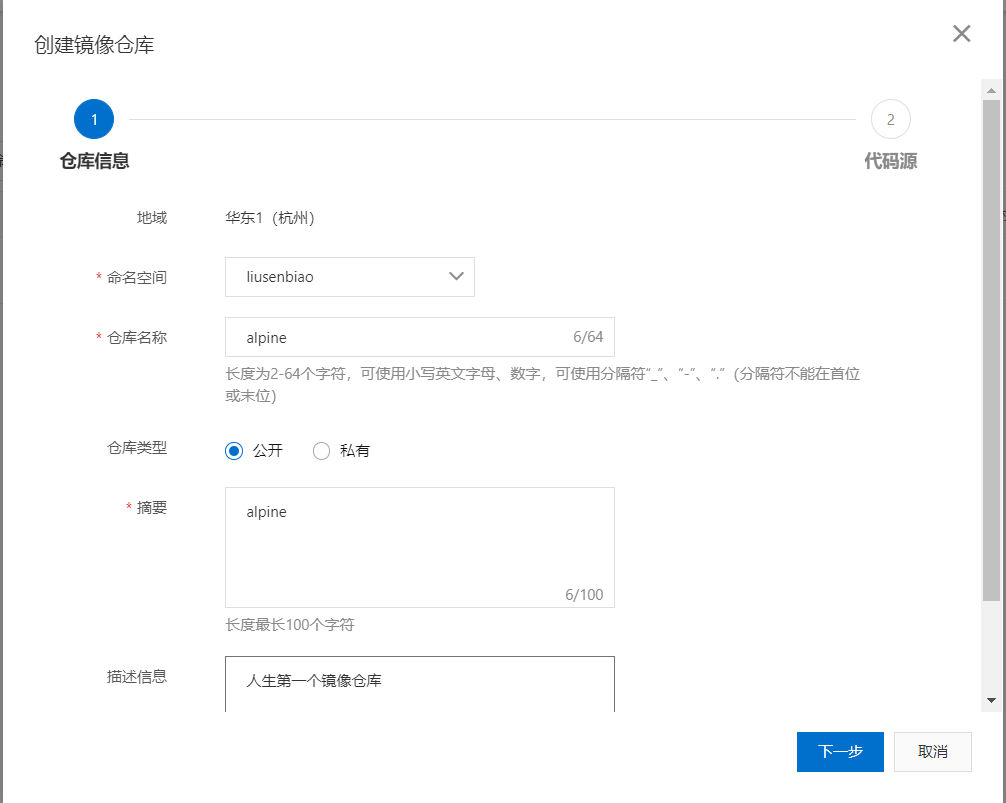 创建镜像仓库
1
2
仓库信息
代码源
地域
华东1（杭州）
* 命名空间
liusenbiao
* 仓库名称
alpine
6/64
长度为2-64个字符，可使用小写英文字母、数字，可使用分隔符“_”、“-”、“.”（分隔符不能在首位
或末位）
仓库类型
公开
私有
* 摘要
alpine
6/100
长度最长100个字符
描述信息
人生第一个镜像仓库
下一步
取消